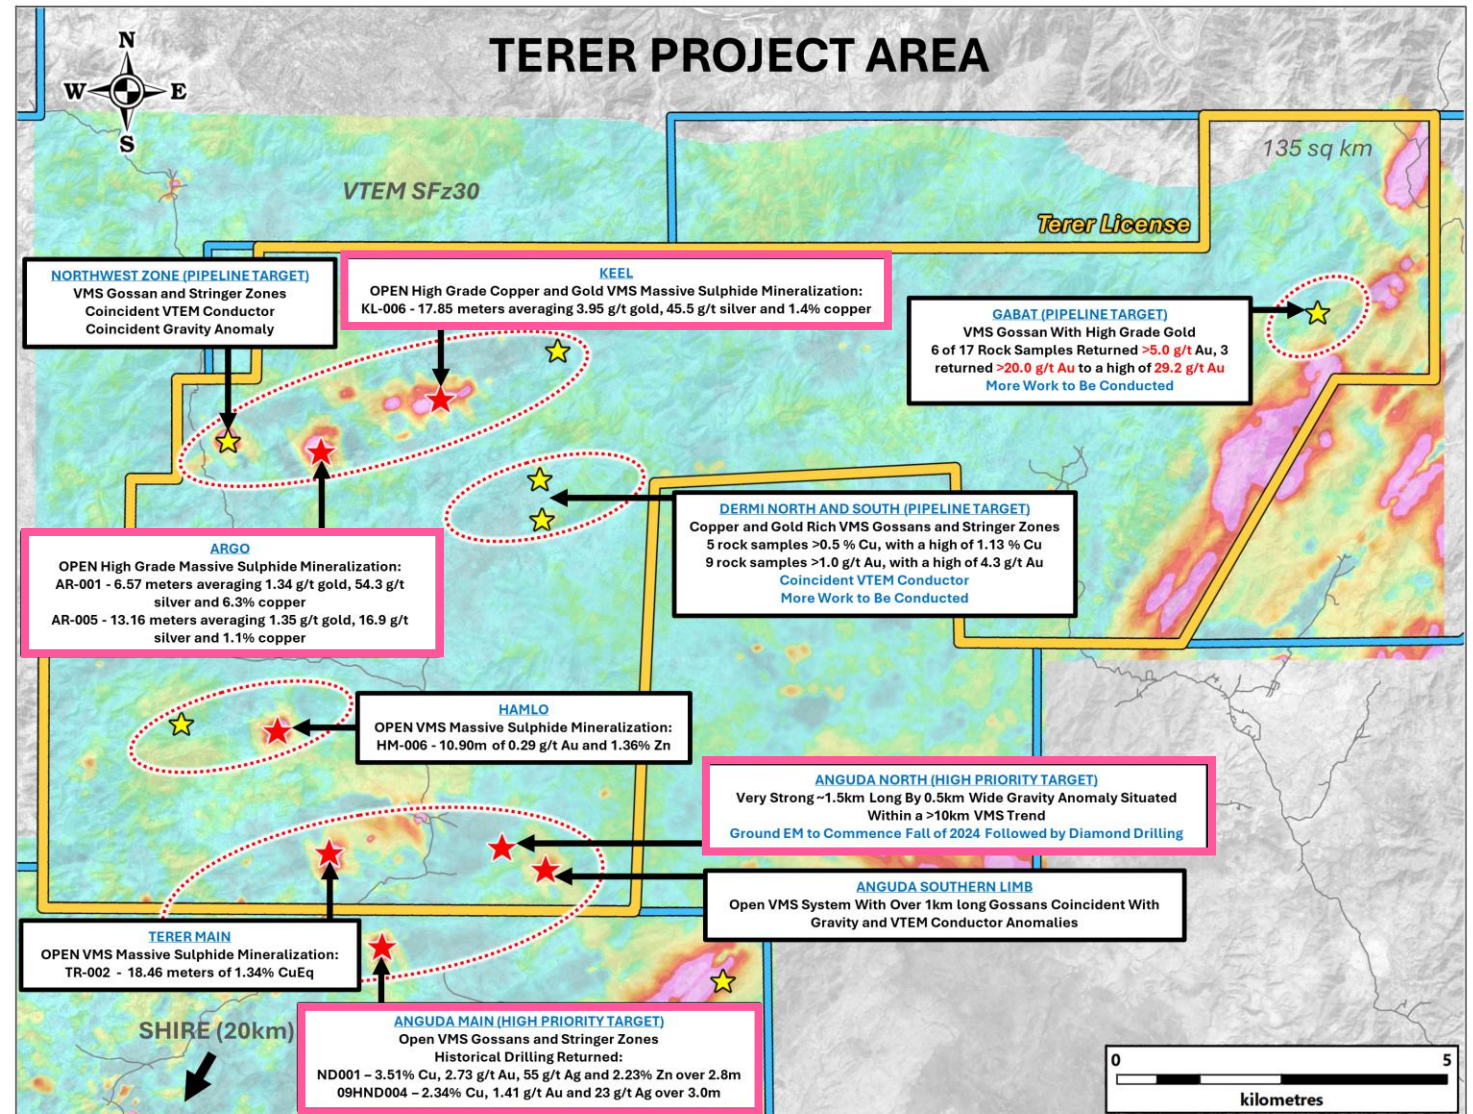 TERER PROJECT AREA
N
W E
S
135 sq km
VTEM SFz30
Terer License
NORTHWEST ZONE (PIPELINE TARGET)
VMS Gossan and Stringer Zones
Coincident VTEM Conductor
Coincident Gravity Anomaly
KEEL
OPEN High Grade Copper and Gold VMS Massive Sulphide Mineralization:
KL-006 - 17.85 meters averaging 3.95 g/t gold, 45.5 g/t silver and 1.4% copper
GABAT (PIPELINE TARGET)
VMS Gossan With High Grade Gold
6 of 17 Rock Samples Returned >5.0 g/t Au, 3
returned >20.0 g/t Au to a high of 29.2 g/t Au
More Work to Be Conducted
DERMI NORTH AND SOUTH (PIPELINE TARGET)
Copper and Gold Rich VMS Gossans and Stringer Zones
5 rock samples >0.5 % Cu, with a high of 1.13 % Cu
9 rock samples >1.0 g/t Au, with a high of 4.3 g/t Au
Coincident VTEM Conductor
More Work to Be Conducted
ARGO
OPEN High Grade Massive Sulphide Mineralization:
AR-001 - 6.57 meters averaging 1.34 g/t gold, 54.3 g/t
silver and 6.3% copper
AR-005 - 13.16 meters averaging 1.35 g/t gold, 16.9 g/t
silver and 1.1% copper
HAMLO
OPEN VMS Massive Sulphide Mineralization:
HM-006 - 10.90m of 0.29 g/t Au and 1.36% Zn
ANGUDA NORTH (HIGH PRIORITY TARGET)
Very Strong ~1.5km Long By 0.5km Wide Gravity Anomaly Situated
Within a >10km VMS Trend
Ground EM to Commence Fall of 2024 Followed by Diamond Drilling
ANGUDA SOUTHERN LIMB
Open VMS System With Over 1km long Gossans Coincident With
Gravity and VTEM Conductor Anomalies
TERER MAIN
OPEN VMS Massive Sulphide Mineralization:
TR-002 - 18.46 meters of 1.34% CuEq
SHIRE (20km)
ANGUDA MAIN (HIGH PRIORITY TARGET)
Open VMS Gossans and Stringer Zones
Historical Drilling Returned:
ND001 – 3.51% Cu, 2.73 g/t Au, 55 g/t Ag and 2.23% Zn over 2.8m
09HND004 – 2.34% Cu, 1.41 g/t Au and 23 g/t Ag over 3.0m
0 5
kilometres